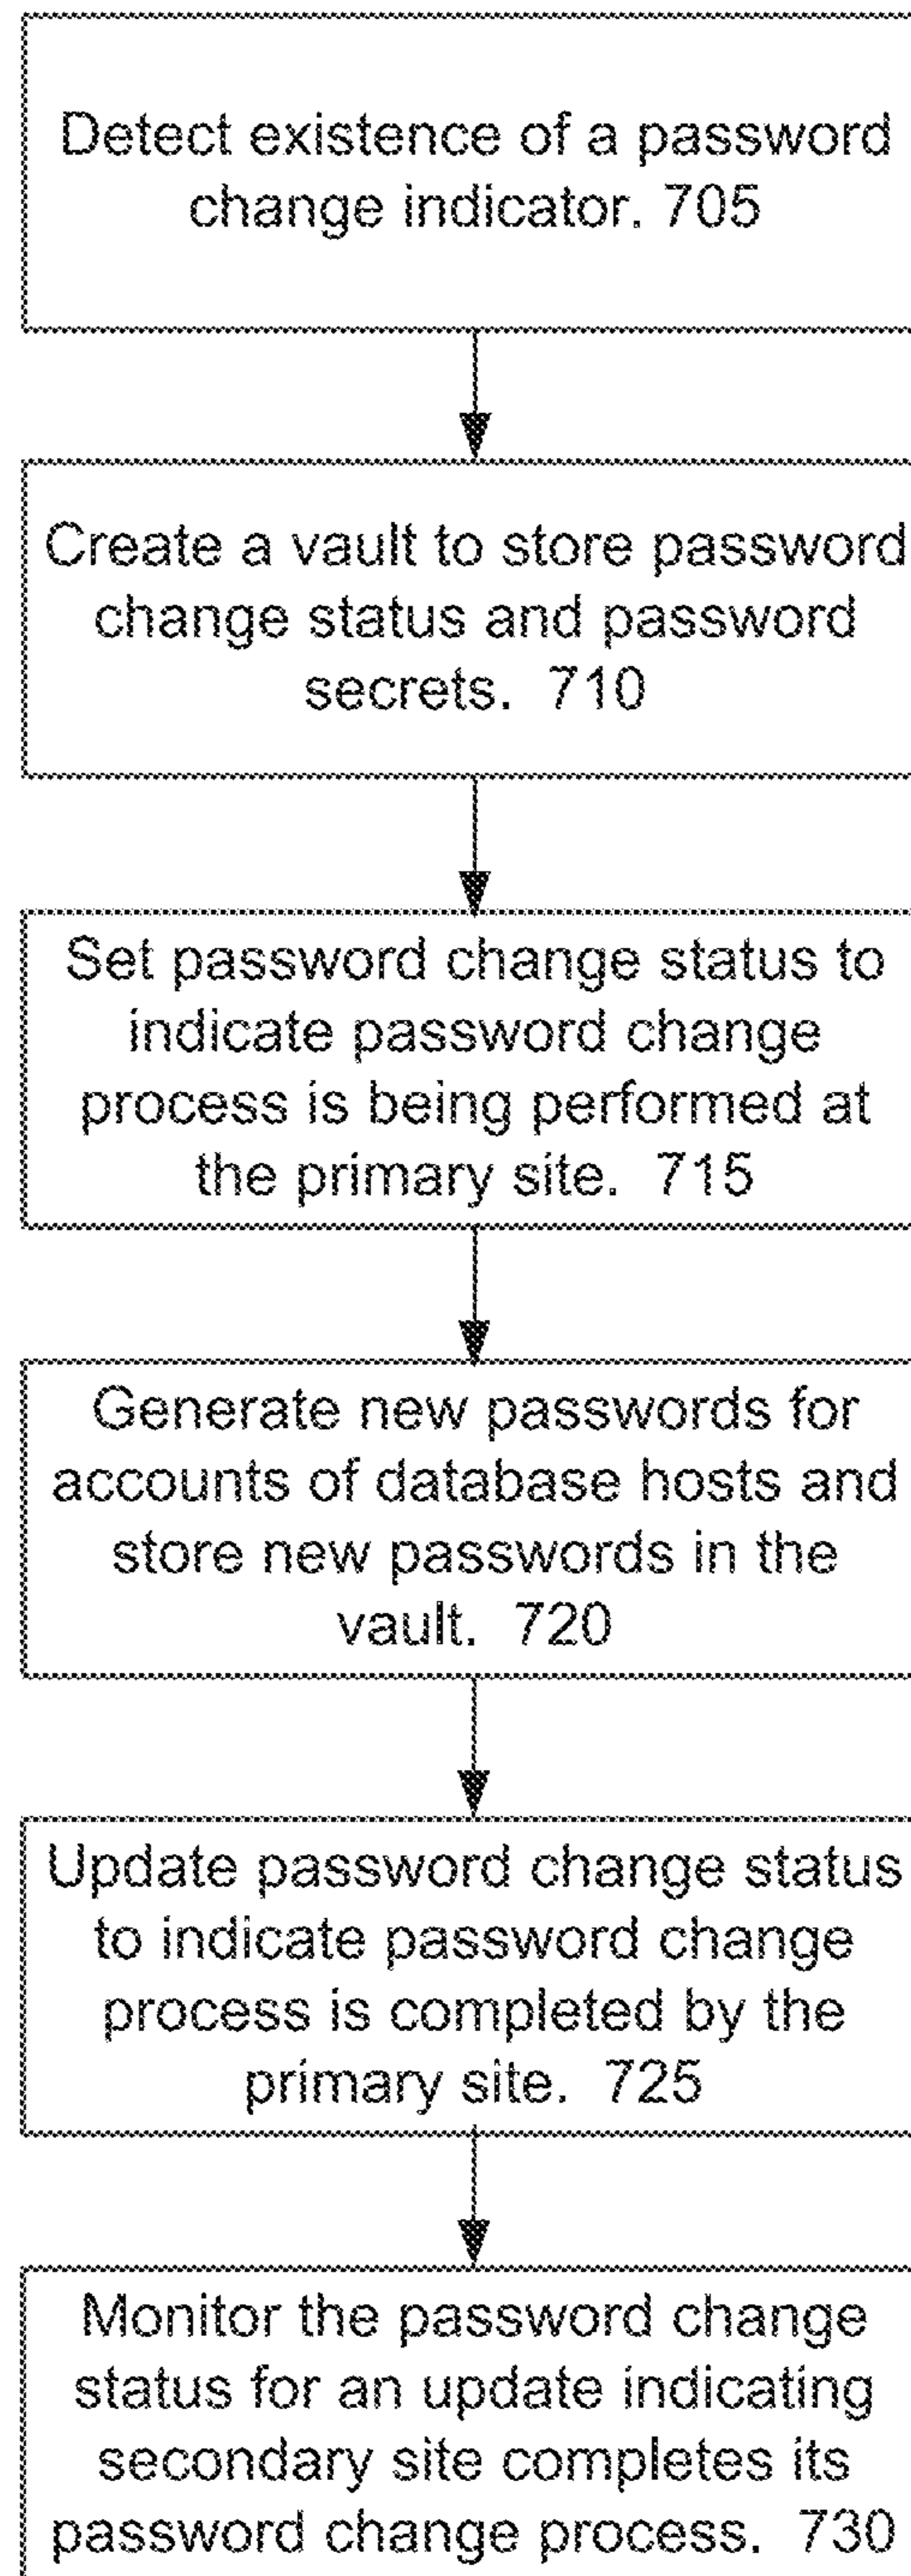 Detect existence of a password
change indicator. 705
Create a vault to store password
change status and password
secrets. 710
Set password change status to
indicate password change
process is being performed at
the primary site. 715
Generate new passwords for
accounts of database hosts and
store new passwords in the
vault. 720
Update password change status
to indicate password change
process is completed by the
primary site. 725
Monitor the password change
status for an update indicating
secondary site completes its
password change process. 730